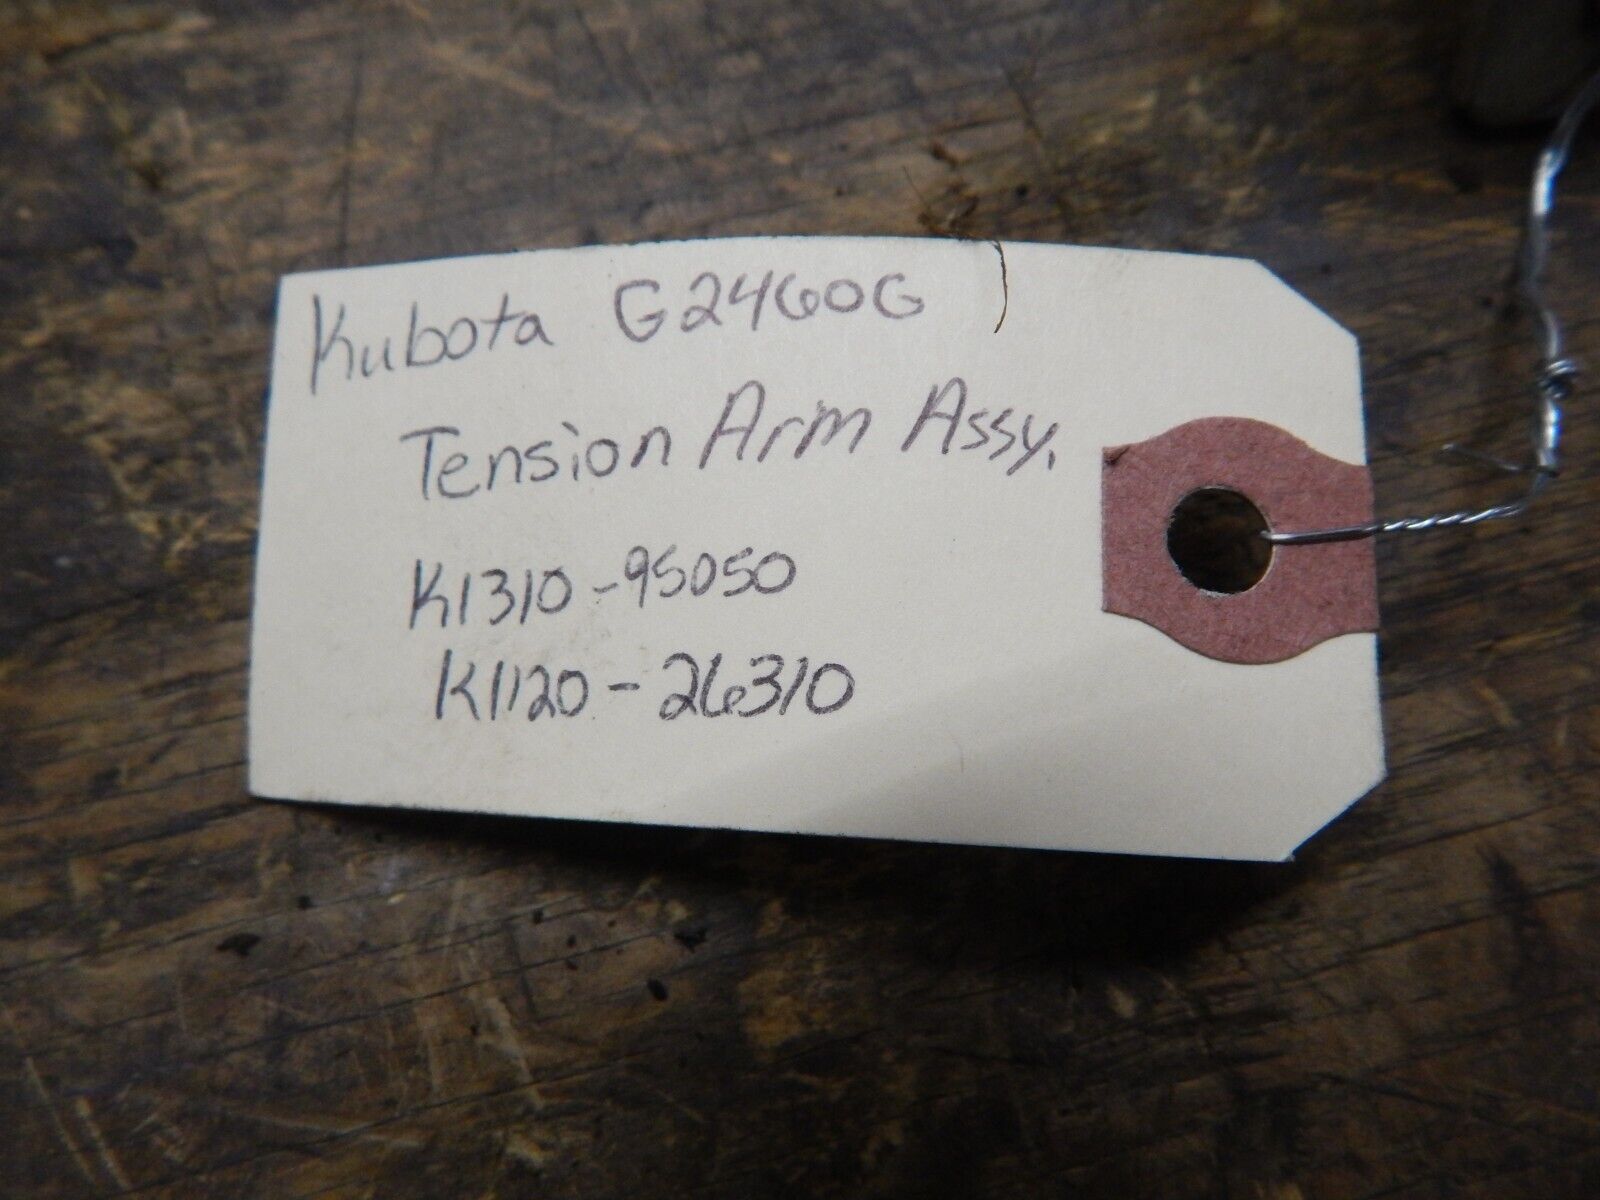 Kubota G2460G
Tension Arm Assy.
K1310-95050
K1120-26310